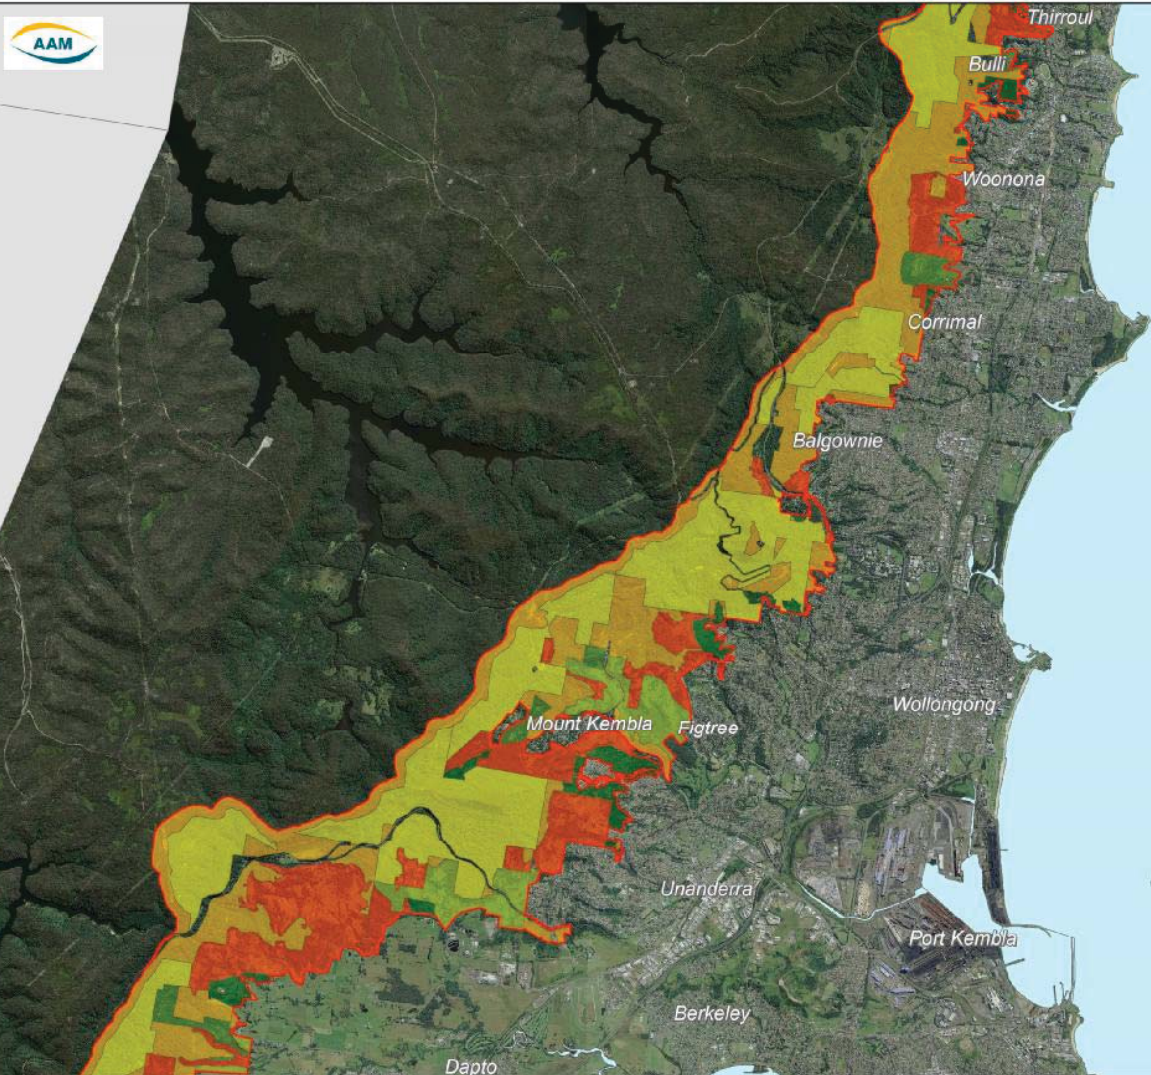 AAM
Thirroul
Bulli
Woonona
Corrimal
Balgownie
Wollongong
Mount Kembla
Figtree
Unanderra
Port Kembla
Berkeley
Dapto